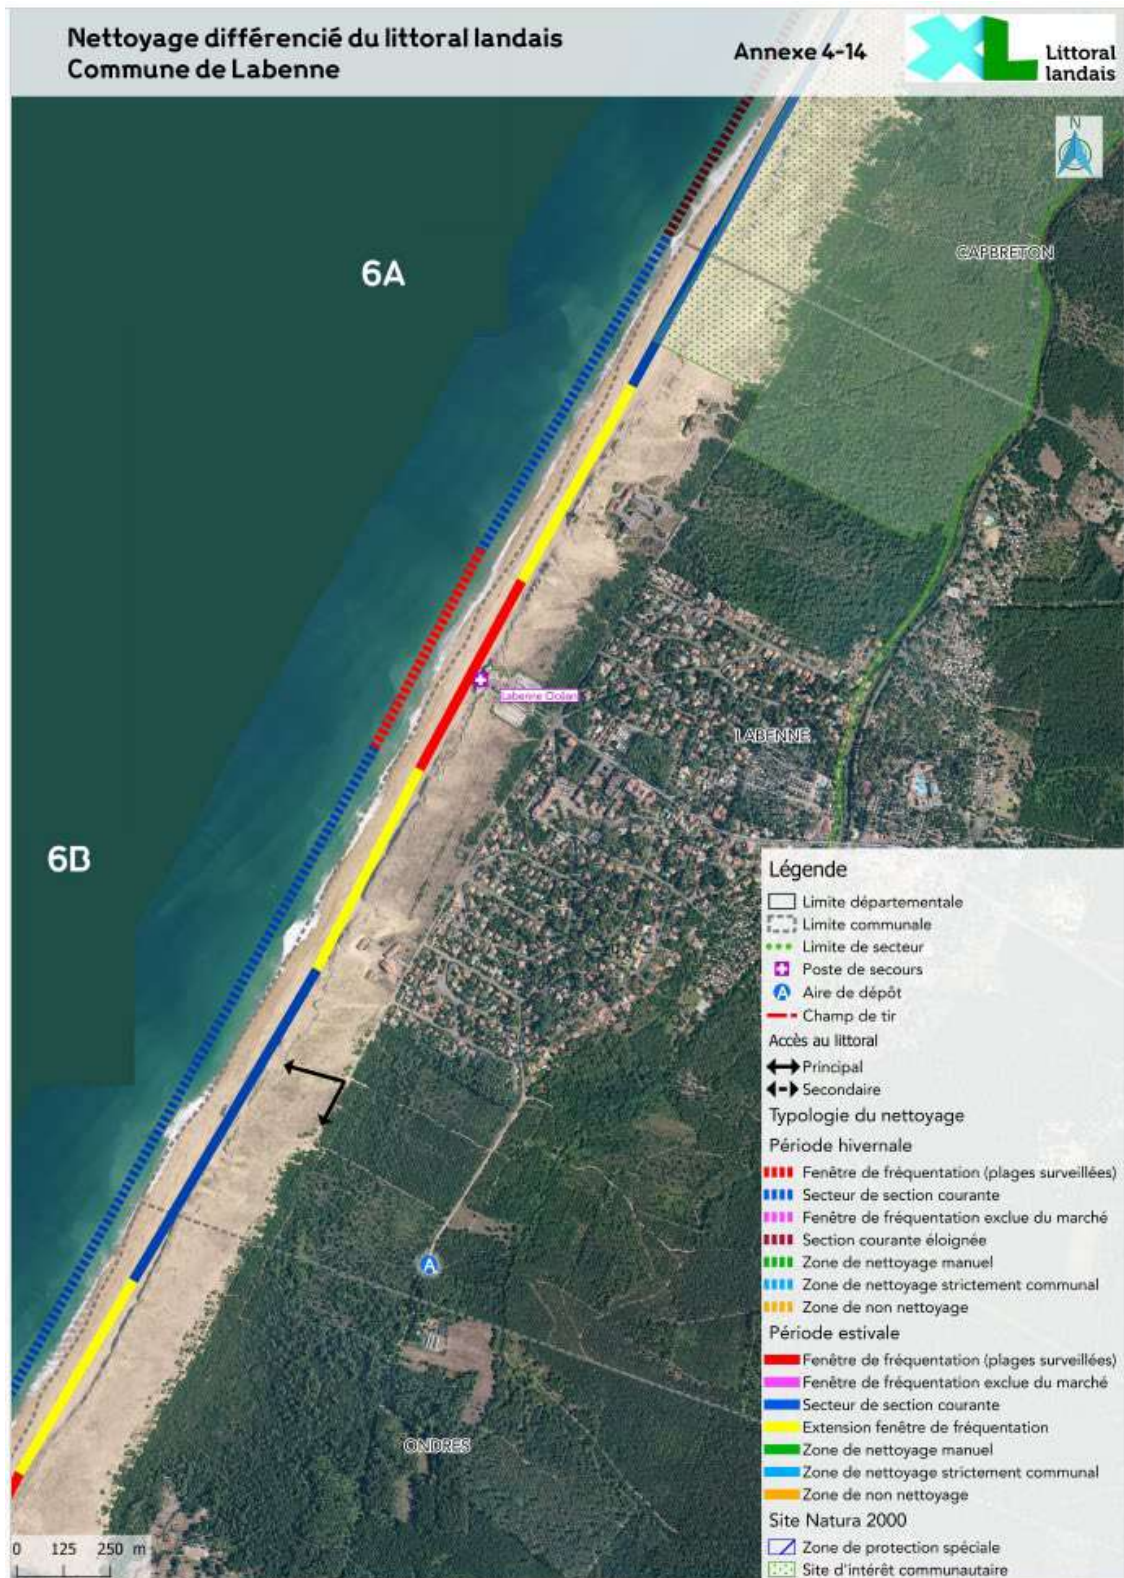 Nettoyage différencié du littoral landais
Commune de Labenne
Annexe 4-14
XL
Littoral
landais
N
CAPBRETON
6A
Labenne Océan
LABENNE
6B
ONDRES
Légende
Limite départementale
Limite communale
Limite de secteur
Poste de secours
A Aire de dépôt
Champ de tir
Accès au littoral
Principal
Secondaire
Typologie du nettoyage
Période hivernale
Fenêtre de fréquentation (plages surveillées)
Secteur de section courante
Fenêtre de fréquentation exclue du marché
Section courante éloignée
Zone de nettoyage manuel
Zone de nettoyage strictement communal
Zone de non nettoyage
Période estivale
Fenêtre de fréquentation (plages surveillées)
Fenêtre de fréquentation exclue du marché
Secteur de section courante
Extension fenêtre de fréquentation
Zone de nettoyage manuel
Zone de nettoyage strictement communal
Zone de non nettoyage
Site Natura 2000
Zone de protection spéciale
Site d'intérêt communautaire
A
0 125 250 m